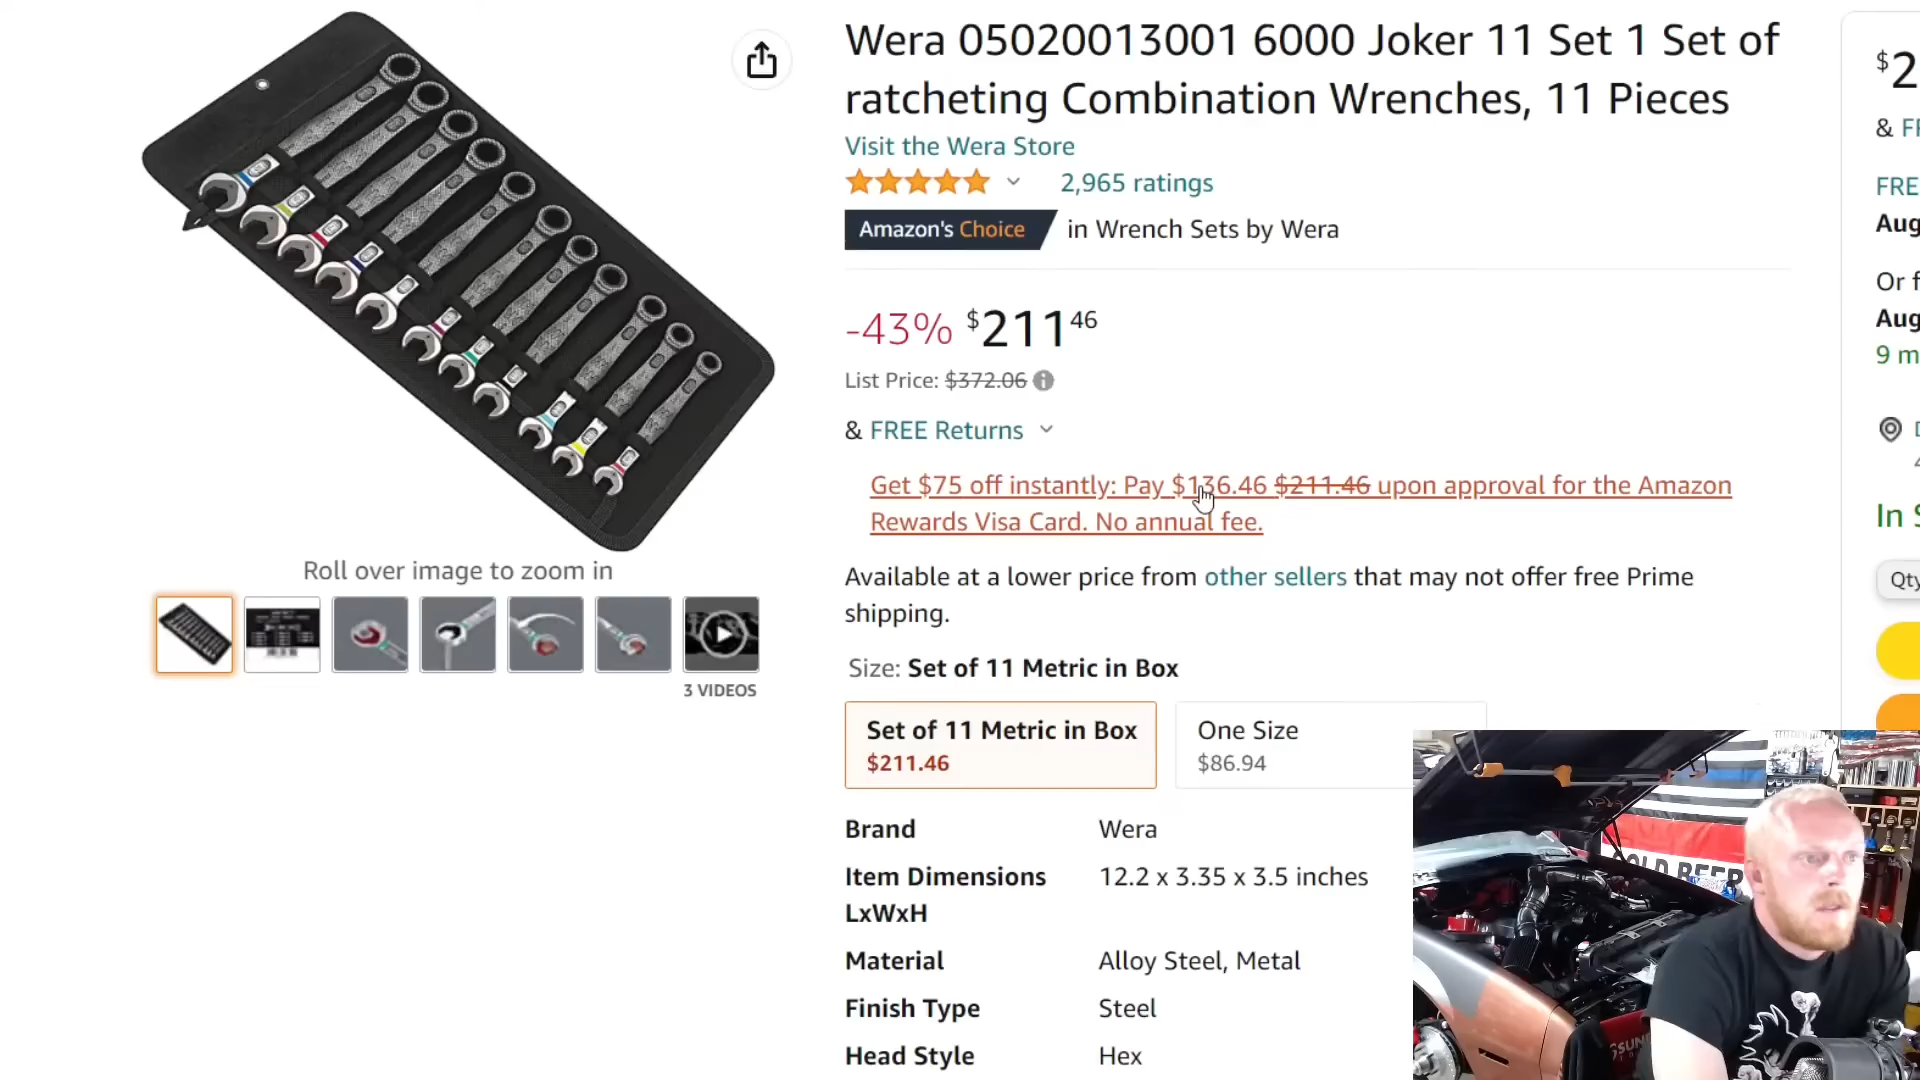 Wera 05020013001 6000 Joker 11 Set 1 Set of
ratcheting Combination Wrenches, 11 Pieces
Visit the Wera Store
2,965 ratings
Amazon's Choice in Wrench Sets by Wera
-43% $211 46
List Price: $372.06
& FREE Returns
Get $75 off instantly: Pay $136.46 $211.46 upon approval for the Amazon
Rewards Visa Card. No annual fee.
Available at a lower price from other sellers that may not offer free Prime
shipping.
Size: Set of 11 Metric in Box
Set of 11 Metric in Box
$211.46
One Size
$86.94
Brand Wera
Item Dimensions 12.2 x 3.35 x 3.5 inches
LxWxH
Material Alloy Steel, Metal
Finish Type Steel
Head Style Hex
Roll over image to zoom in
3 VIDEOS
$2
& F
FRE
Aug
Or f
Aug
9 m
In
Qty
COLD BEER